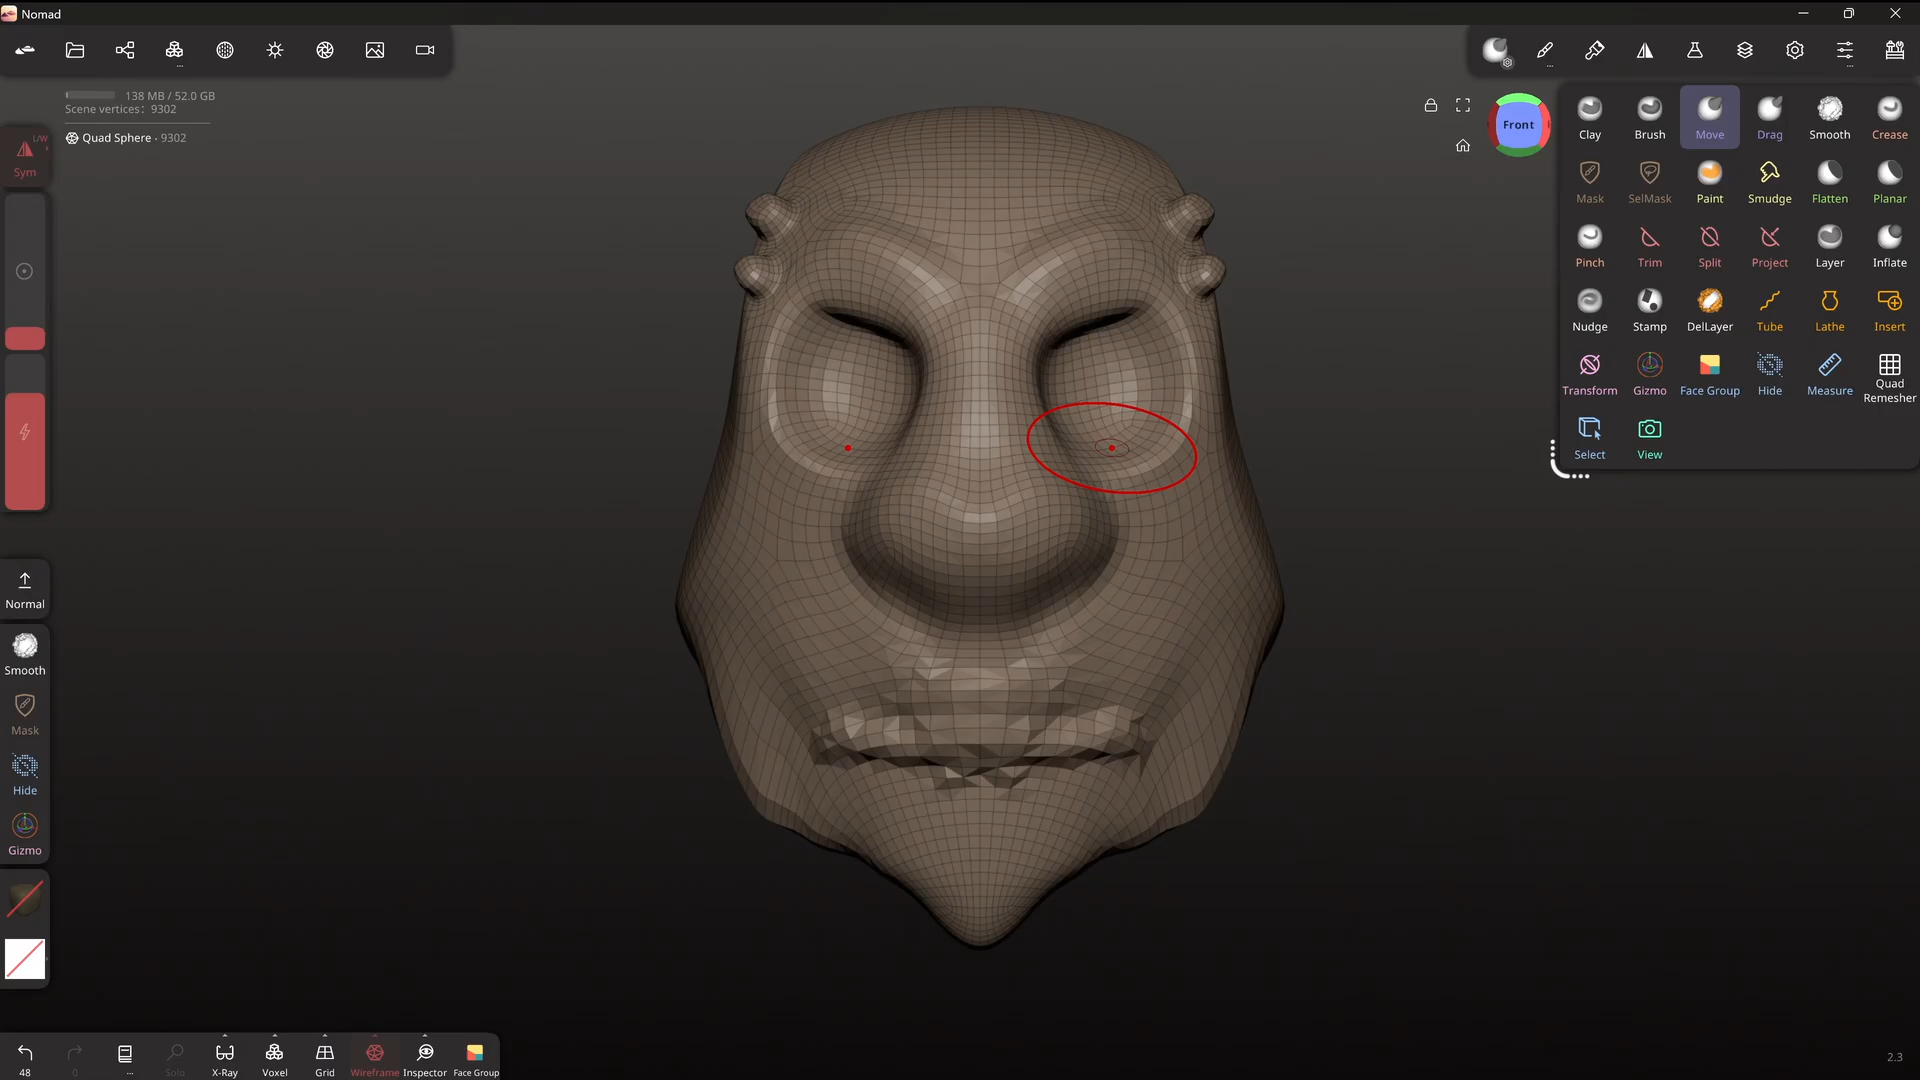 Nomad
138 MB / 52.0 GB
Scene vertices: 9302
Quad Sphere · 9302
L/W
Sym
Front
Clay
Brush
Move
Drag
Smooth
Crease
Mask
SelMask
Paint
Smudge
Flatten
Planar
Pinch
Trim
Split
Project
Layer
Inflate
Nudge
Stamp
DelLayer
Tube
Lathe
Insert
Transform
Gizmo
Face Group
Hide
Measure
Quad
Remesher
Select
View
Normal
Smooth
Mask
Hide
Gizmo
48
0
...
Solo
X-Ray
Voxel
Grid
Wireframe
Inspector
Face Group
2.3